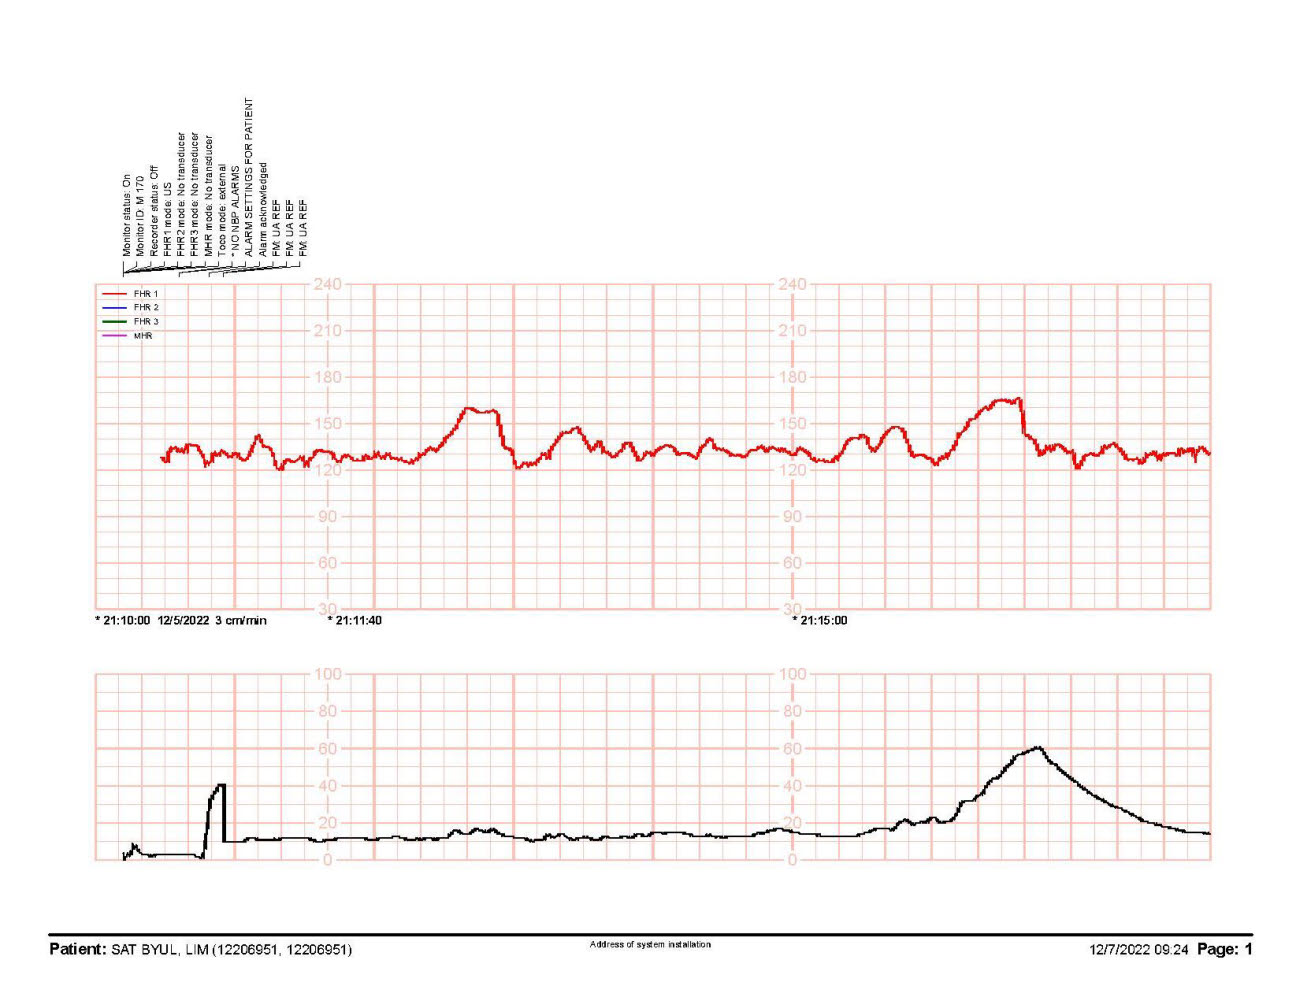 Monitor status: On
Monitor ID: M 170
Recorder status: Off
FHR1 mode: US
FHR2 mode: No transducer
FHR3 mode: No transducer
MHR mode: No transducer
Toco mode: external
* NO NBP ALARMS
ALARM SETTINGS FOR PATIENT
Alarm acknowledged
FM: UA REF
FM: UA REF
FM: UA REF
FHR 1
FHR 2
FHR 3
MHR
240 240
210 210
180 180
150 150
120 120
90 90
60 60
30 30
* 21:10:00 12/5/2022 3 cm/min * 21:11:40 * 21:15:00
100 100
80 80
60 60
40 40
20 20
0 0
Patient: SAT BYUL, LIM (12206951, 12206951) Address of system installation 12/7/2022 09:24 Page: 1